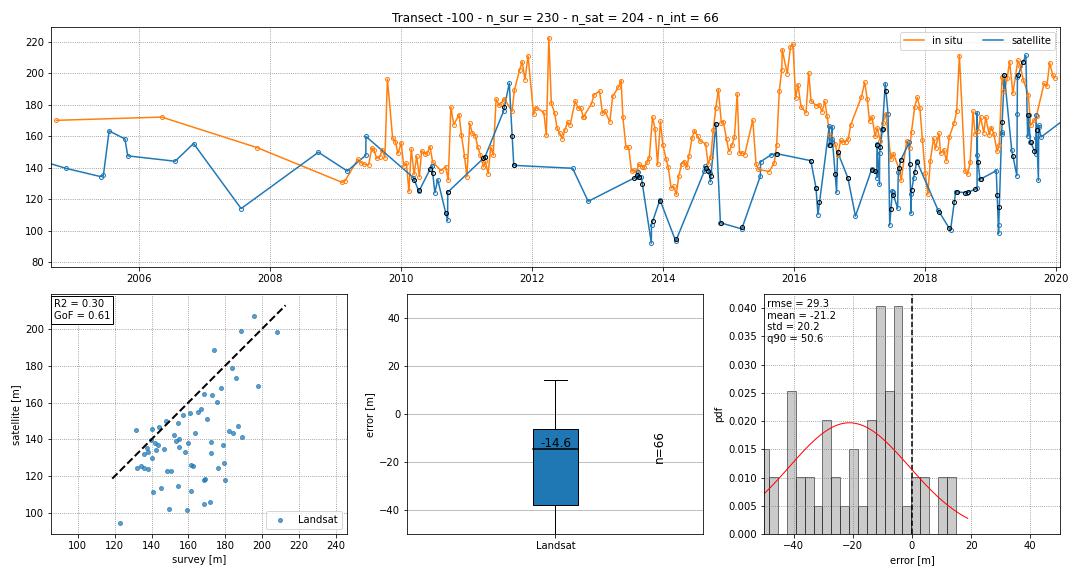 Transect -100 - n_sur = 230 - n_sat = 204 - n_int = 66
in situ satellite
220
200
180
160
140
120
100
80
2006 2008 2010 2012 2014 2016 2018 2020
R2 = 0.30
GoF = 0.61
satellite [m]
200
180
160
140
120
100
Landsat
100 120 140 160 180 200 220 240
survey [m]
error [m]
40
20
0
−20
−40
-14.6
n=66
Landsat
rmse = 29.3
mean = -21.2
std = 20.2
q90 = 50.6
pdf
0.040
0.035
0.030
0.025
0.020
0.015
0.010
0.005
0.000
−40 −20 0 20 40
error [m]